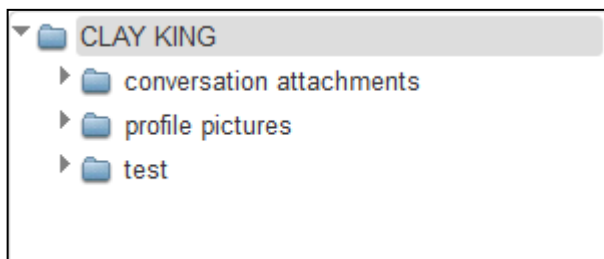 CLAY KING
conversation attachments
profile pictures
test